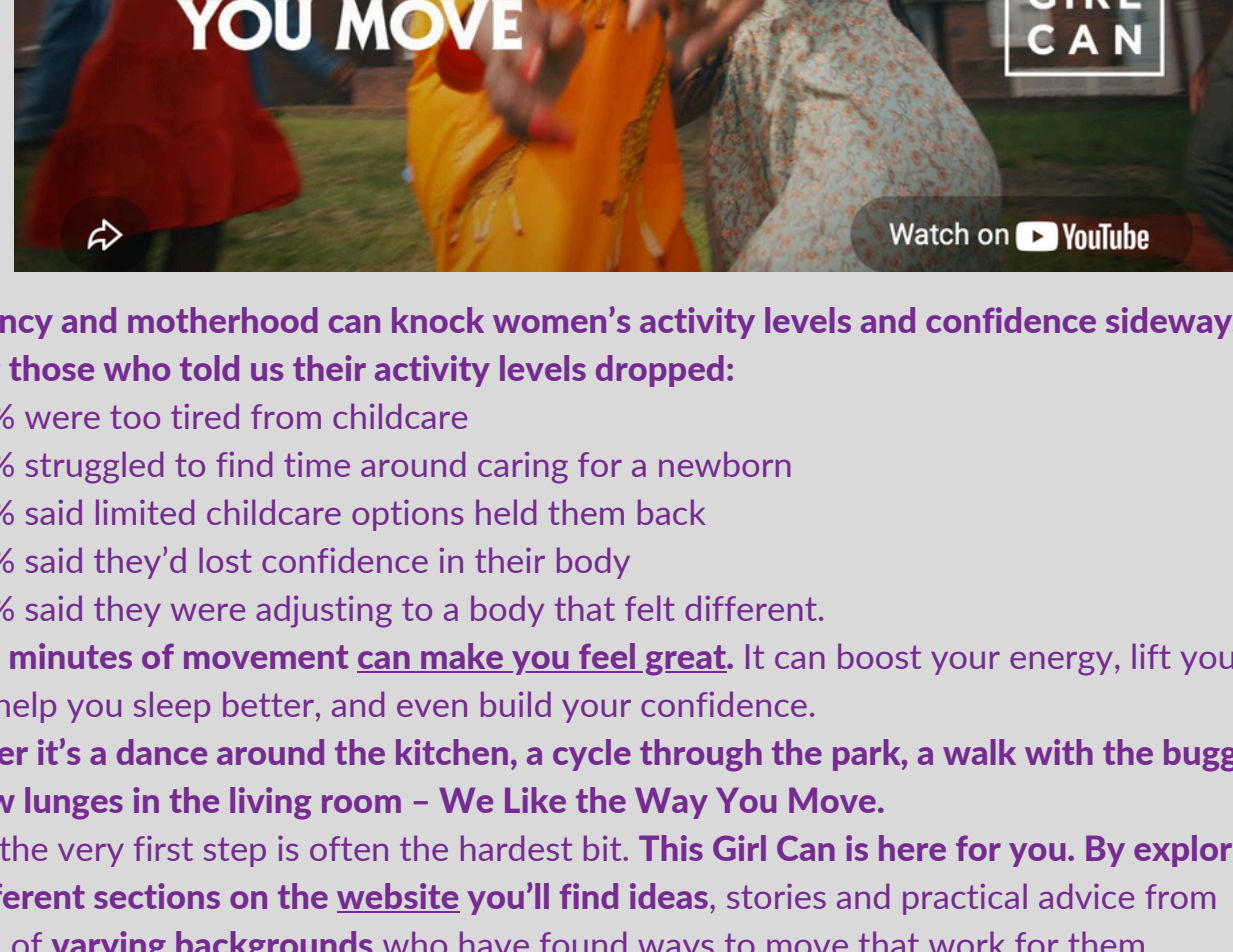 YOU MOVE
CAN
Watch on YouTube
and motherhood can knock women’s activity levels and confidence
those who told us their activity levels dropped:
% were too tired from childcare
% struggled to find time around caring for a newborn
% said limited childcare options held them back
% said they’d lost confidence in their body
% said they were adjusting to a body that felt different.
minutes of movement can make you feel great. It can boost your energy, lift
help you sleep better, and even build your confidence.
it’s a dance around the kitchen, a cycle through the park, a walk with the
lunges in the living room – We Like the Way You Move.
the very first step is often the hardest bit. This Girl Can is here for you. By
sections on the website you’ll find ideas, stories and practical advice from
of varying backgrounds who have found ways to move that work for them